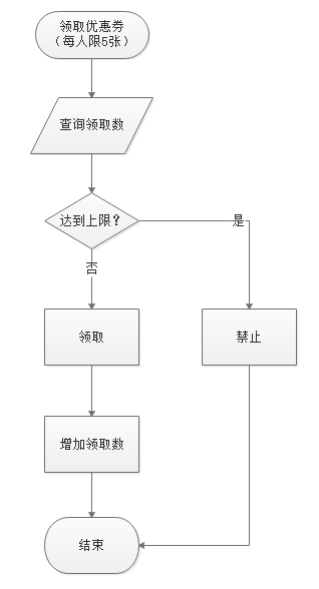 领取优惠券
（每人限5张）
查询领取数
达到上限？
是
否
领取
禁止
增加领取数
结束